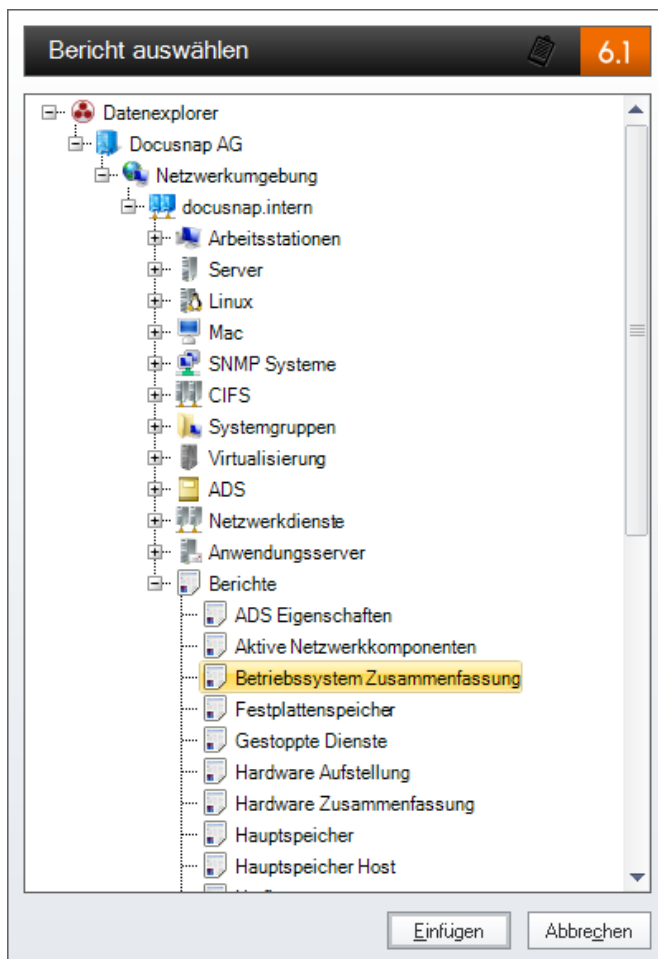 Bericht auswählen
6.1
Datenexplorer
Docusnap AG
Netzwerkumgebung
docusnap.intern
Arbeitsstationen
Server
Linux
Mac
SNMP Systeme
CIFS
Systemgruppen
Virtualisierung
ADS
Netzwerkdienste
Anwendungsserver
Berichte
ADS Eigenschaften
Aktive Netzwerkkomponenten
Betriebssystem Zusammenfassung
Festplattenspeicher
Gestoppte Dienste
Hardware Aufstellung
Hardware Zusammenfassung
Hauptspeicher
Hauptspeicher Host
Einfügen
Abbrechen